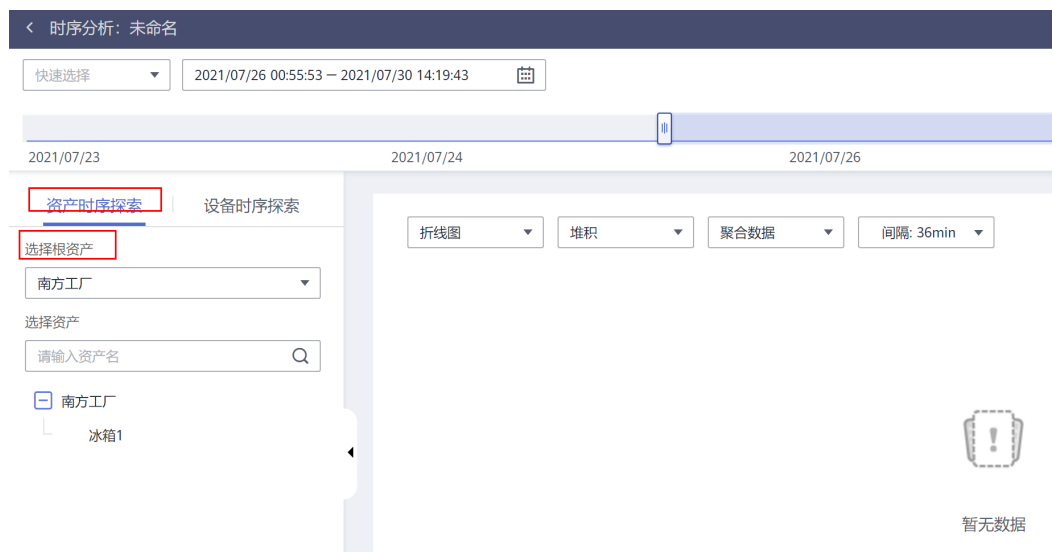 时序分析：未命名
快速选择 2021/07/26 00:55:53 － 2021/07/30 14:19:43
2021/07/23 2021/07/24 2021/07/26
资产时序探索 设备时序探索
选择根资产
南方工厂
选择资产
请输入资产名
南方工厂
冰箱1
折线图 堆积 聚合数据 间隔: 36min
暂无数据